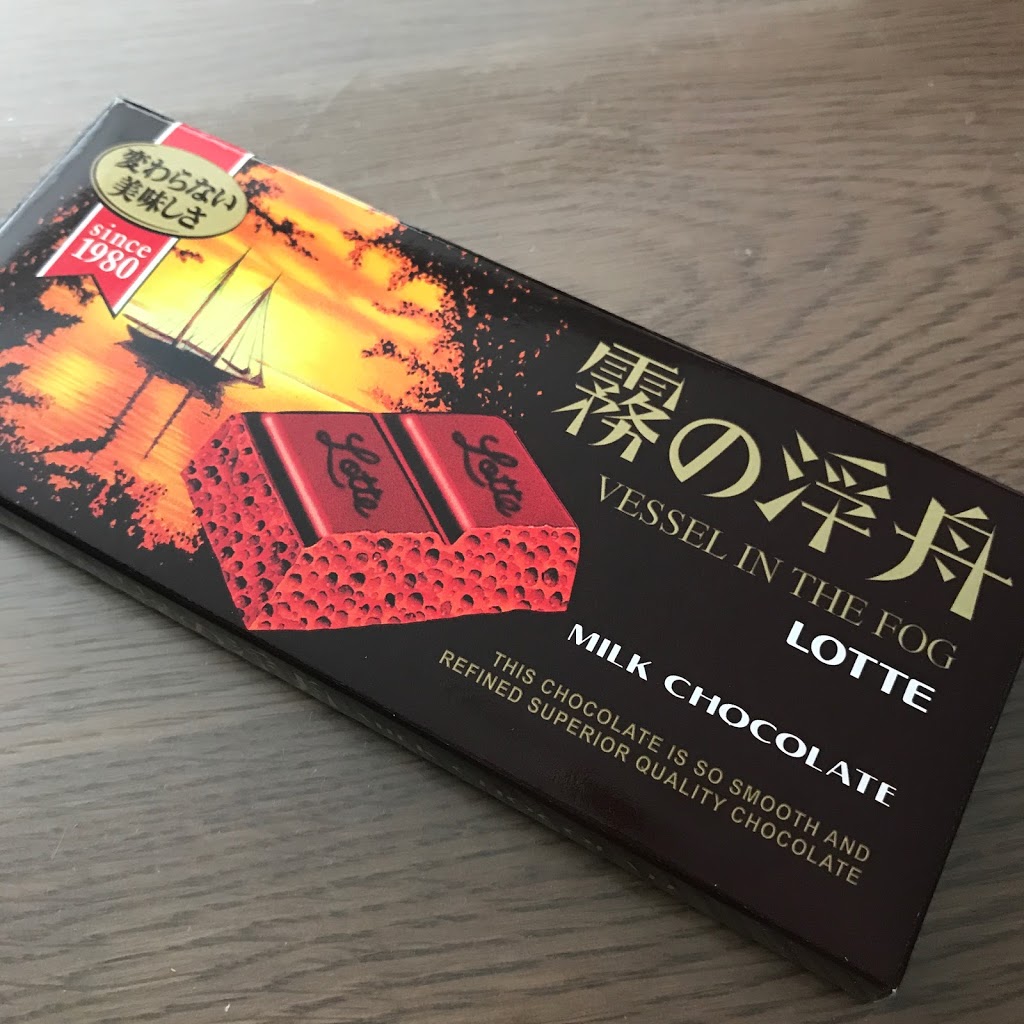 変わらない
美味しさ
since
1980
Lotte
Lotte
霧の浮舟
VESSEL IN THE FOG
LOTTE
MILK CHOCOLATE
THIS CHOCOLATE IS SO SMOOTH AND
REFINED SUPERIOR QUALITY CHOCOLATE